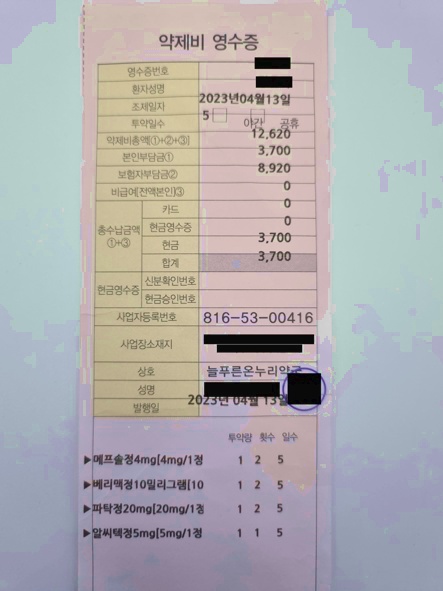 약제비 영수증
영수증번호
환자성명
조제일자 2023년04월13일
투약일수 5 야간 공휴
약제비총액[①+②+③] 12,620
본인부담금① 3,700
보험자부담금② 8,920
비급여[전액본인]③ 0
총수납금액 ①+③
카드 0
현금영수증 0
현금 3,700
합계 3,700
현금영수증
신분확인번호
현금승인번호
사업자등록번호 816-53-00416
사업장소재지
상호 늘푸른온누리약국
성명
발행일 2023년 04월 13일
투약량 횟수 일수
▶메프솔정4mg[4mg/1정 1 2 5
▶베리맥정10밀리그램[10 1 2 5
▶파탁정20mg[20mg/1정 1 2 5
▶알씨텍정5mg[5mg/1정 1 1 5